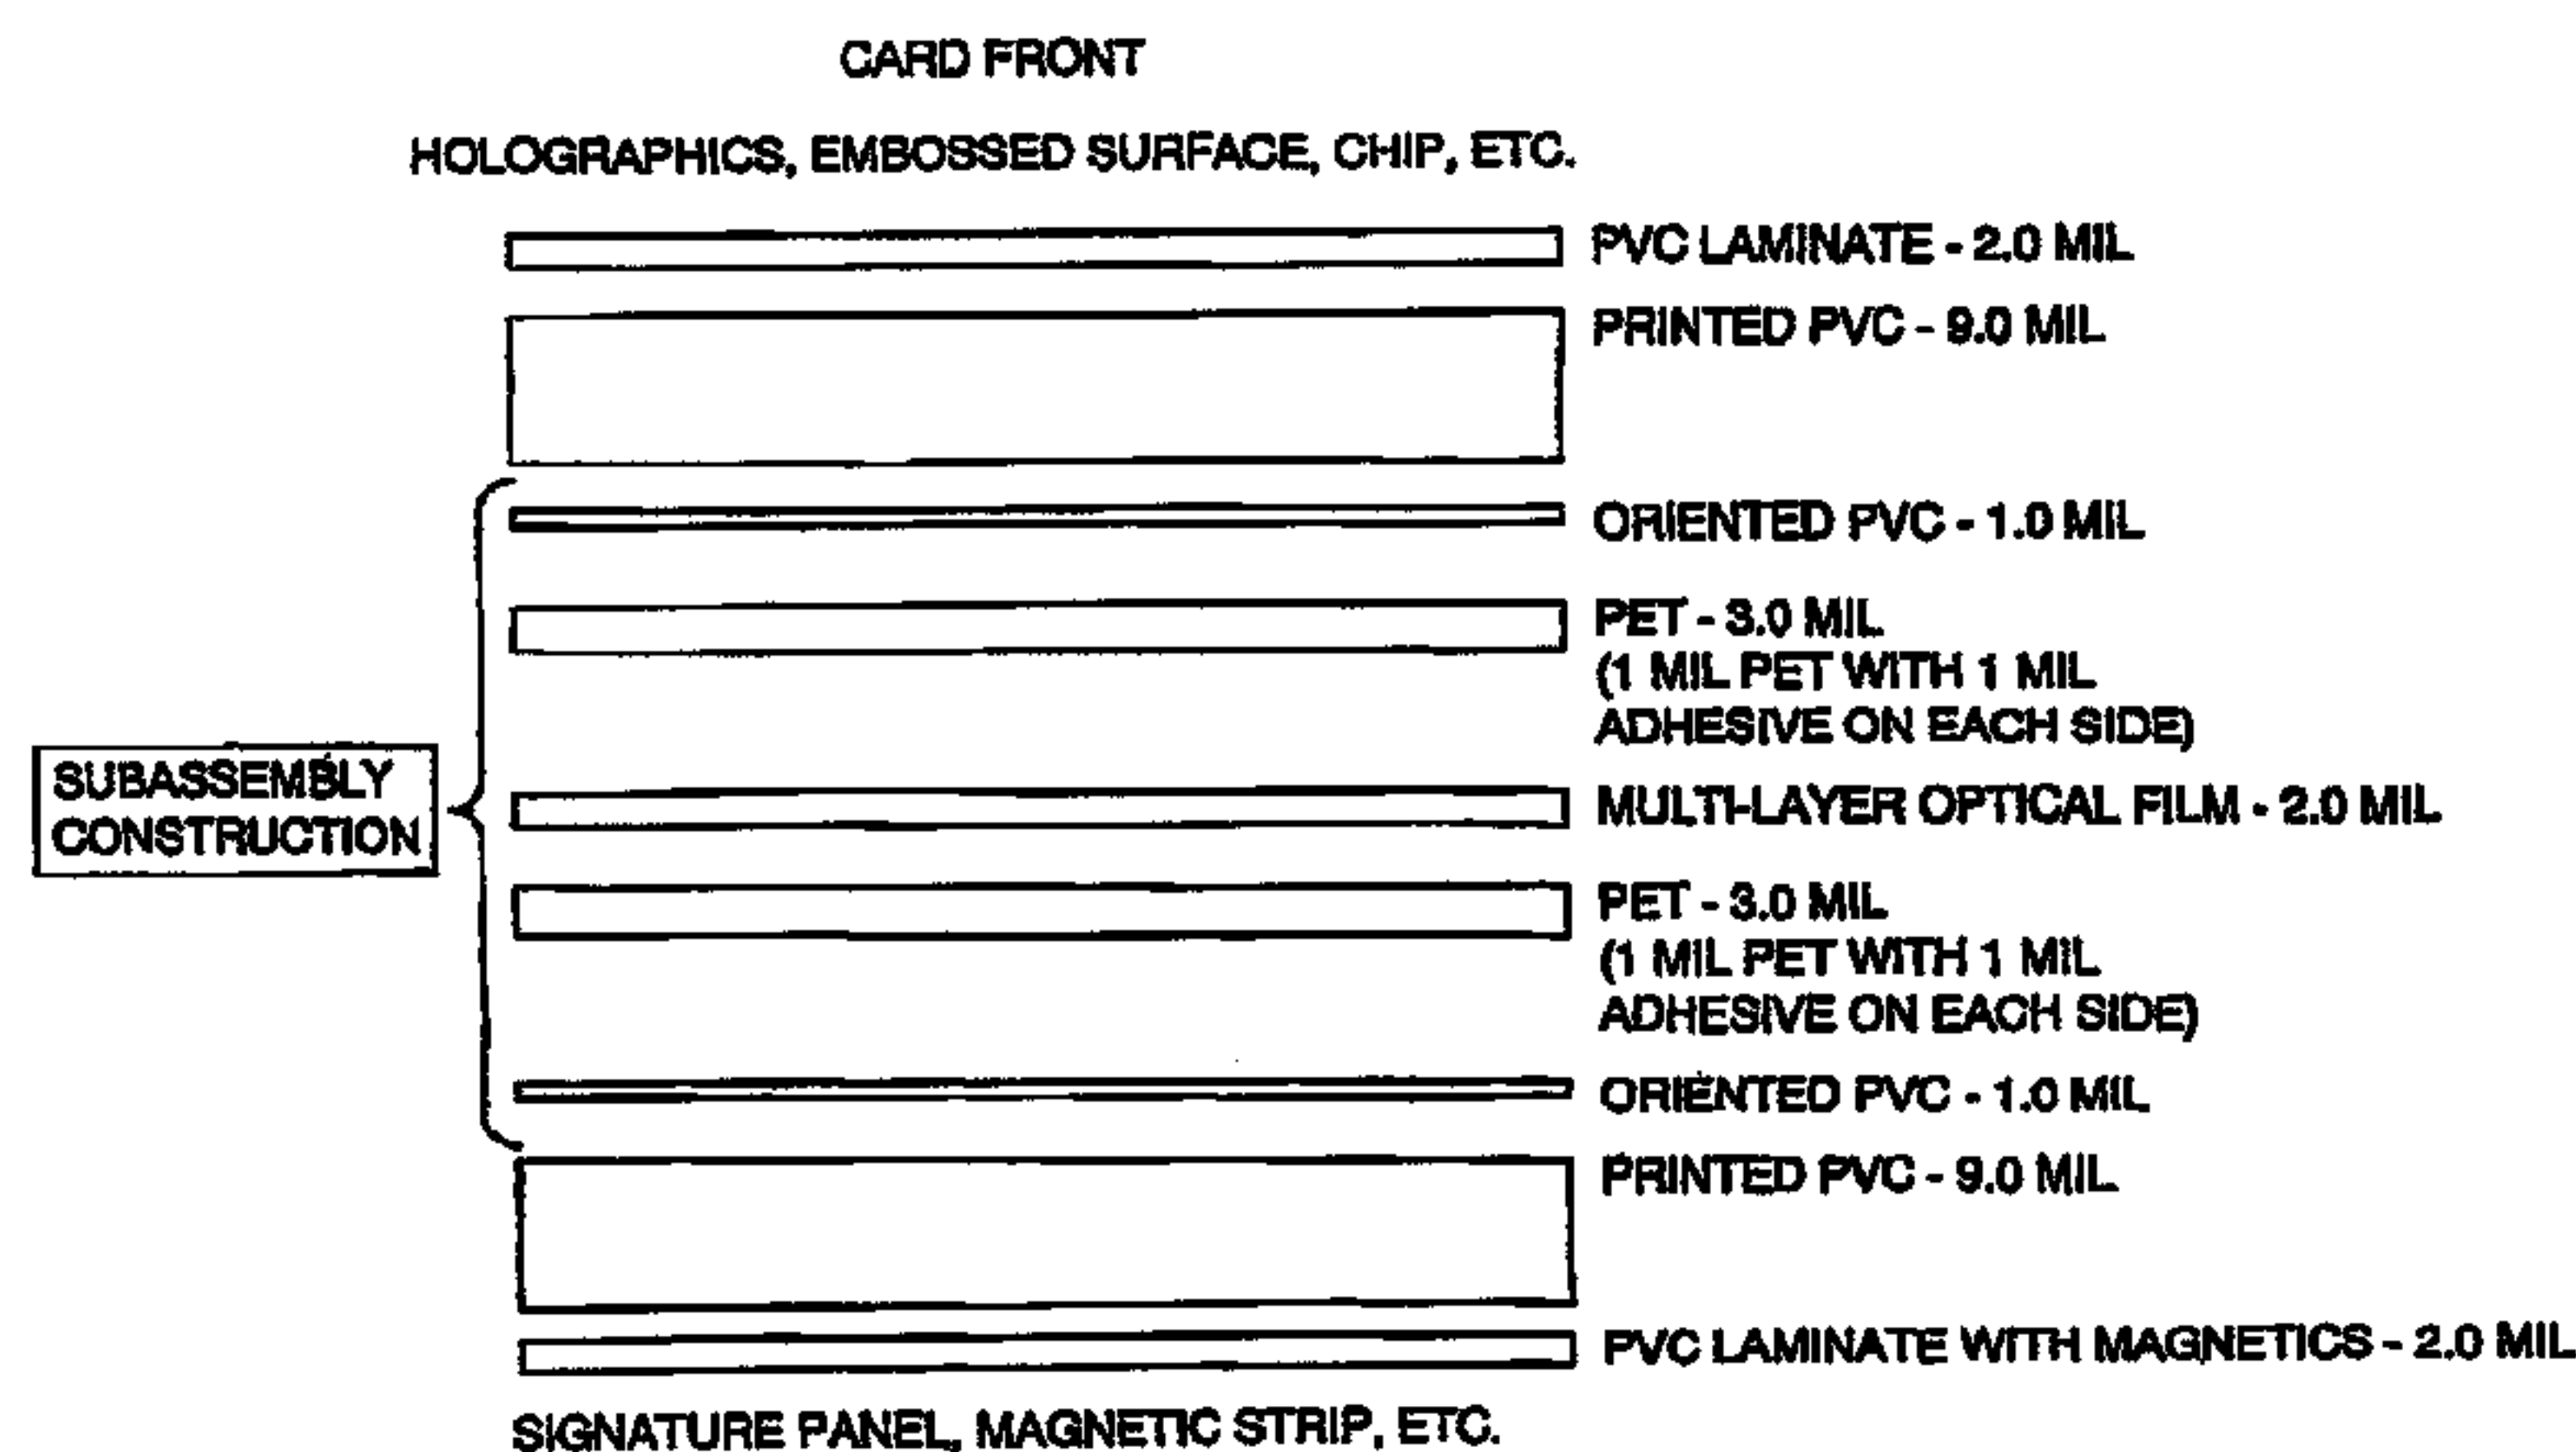 CARD FRONT
HOLOGRAPHICS, EMBOSSED SURFACE, CHIP, ETC.
PVC LAMINATE - 2.0 MIL
PRINTED PVC - 9.0 MIL
ORIENTED PVC - 1.0 MIL
PET - 3.0 MIL
(1 MIL PET WITH 1 MIL
ADHESIVE ON EACH SIDE)
SUBASSEMBLY
CONSTRUCTION
MULTI-LAYER OPTICAL FILM - 2.0 MIL
PET - 3.0 MIL
(1 MIL PET WITH 1 MIL
ADHESIVE ON EACH SIDE)
ORIENTED PVC - 1.0 MIL
PRINTED PVC - 9.0 MIL
PVC LAMINATE WITH MAGNETICS - 2.0 MIL
SIGNATURE PANEL, MAGNETIC STRIP, ETC.